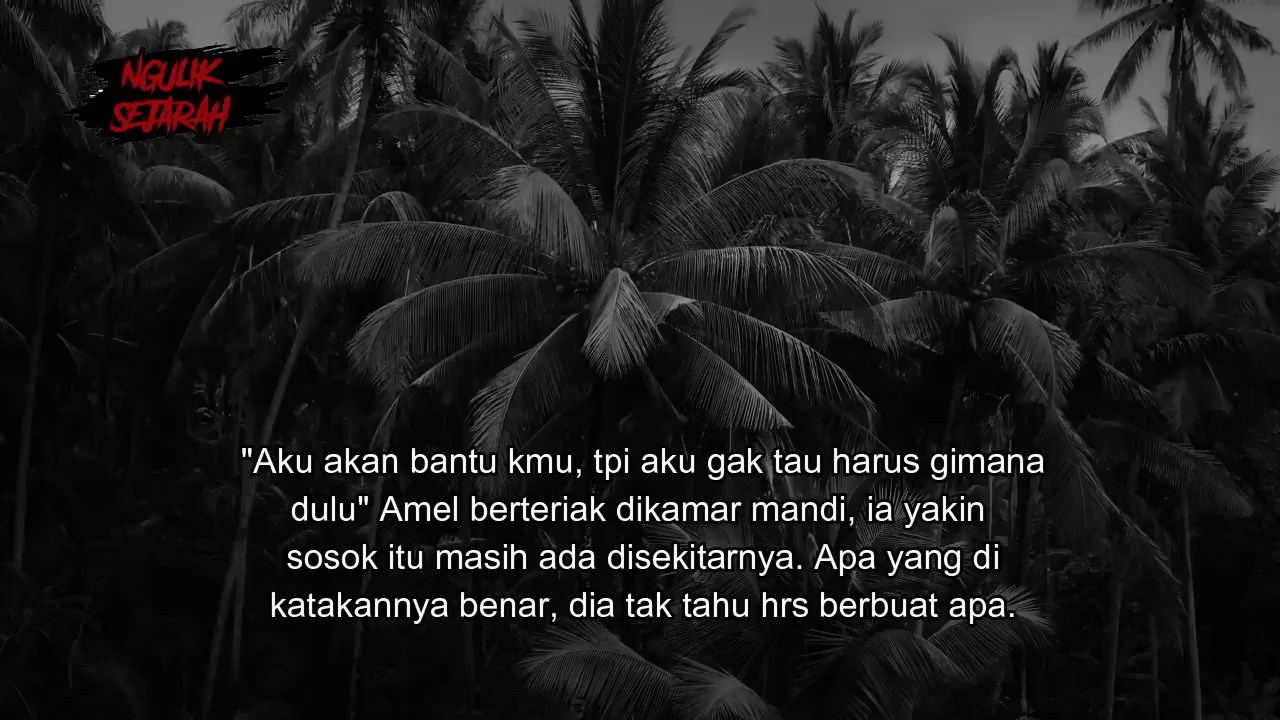 NGULIK
SEJARAH
"Aku akan bantu kmu, tpi aku gak tau harus gimana
dulu" Amel berteriak dikamar mandi, ia yakin
sosok itu masih ada disekitarnya. Apa yang di
katakannya benar, dia tak tahu hrs berbuat apa.